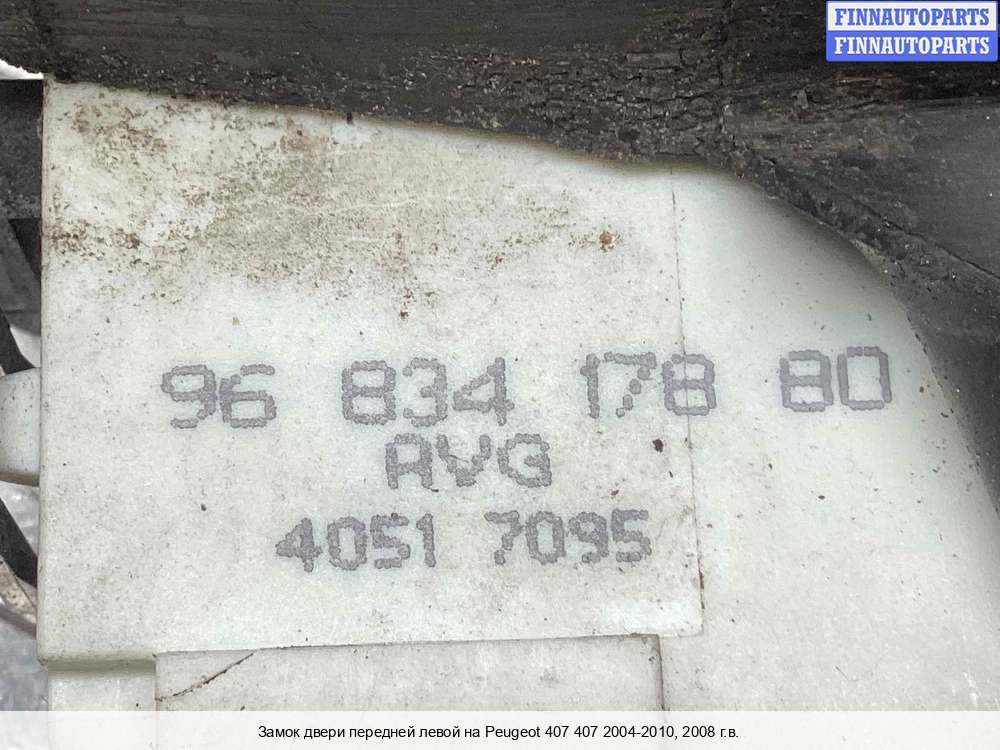 FINNAUTOPARTS
FINNAUTOPARTS
96 834 178 80
AVG
4051 7095
Замок двери передней левой на Peugeot 407 407 2004-2010, 2008 г.в.